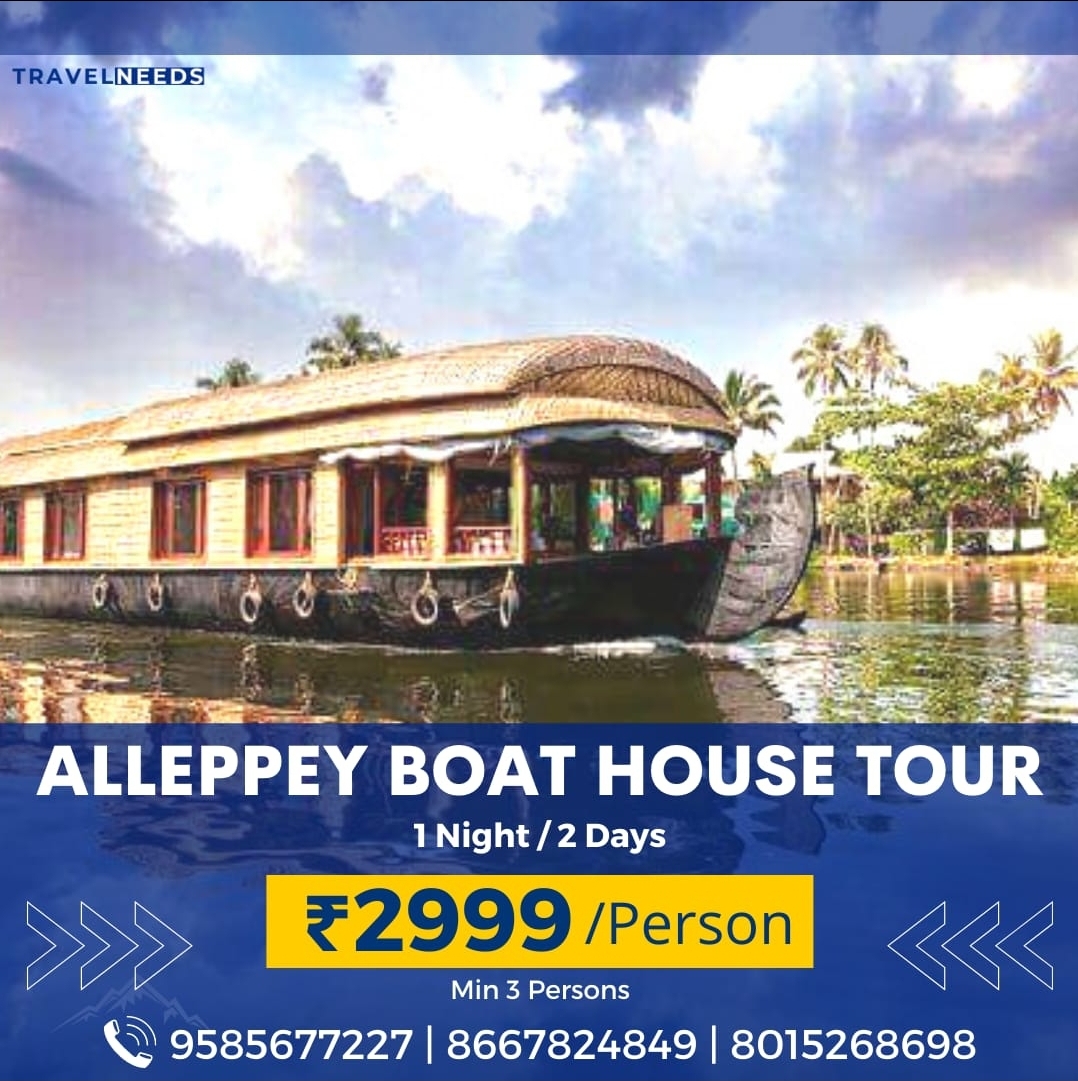 TRAVELNEEDS
ALLEPPEY BOAT HOUSE TOUR
1 Night / 2 Days
₹2999 /Person
Min 3 Persons
9585677227 | 8667824849 | 8015268698